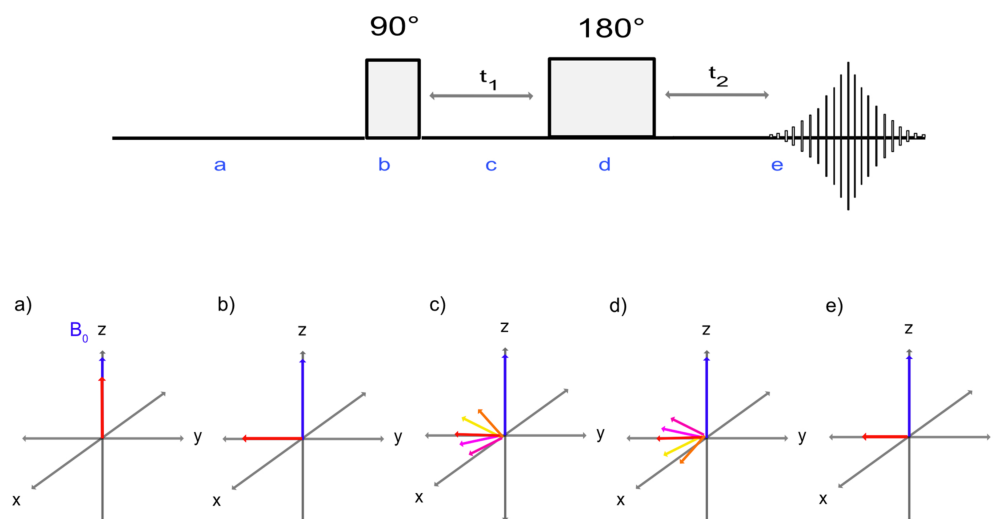 90° 180°
t1 t2
a b c d e
a) b) c) d) e)
B0 z z z z z
y y y y
x x x x